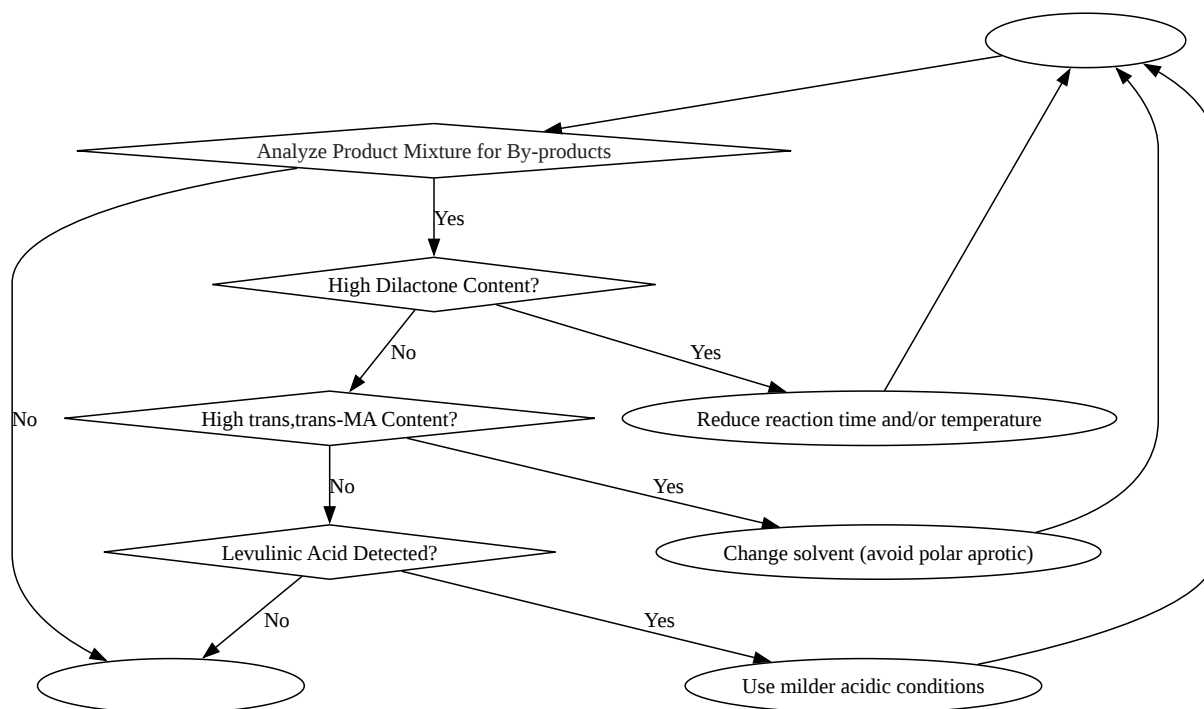 Analyze Product Mixture for By-products
Yes
High Dilactone Content?
No
Yes
No
High trans,trans-MA Content?
Reduce reaction time and/or temperature
No
Yes
Levulinic Acid Detected?
Change solvent (avoid polar aprotic)
No
Yes
Use milder acidic conditions